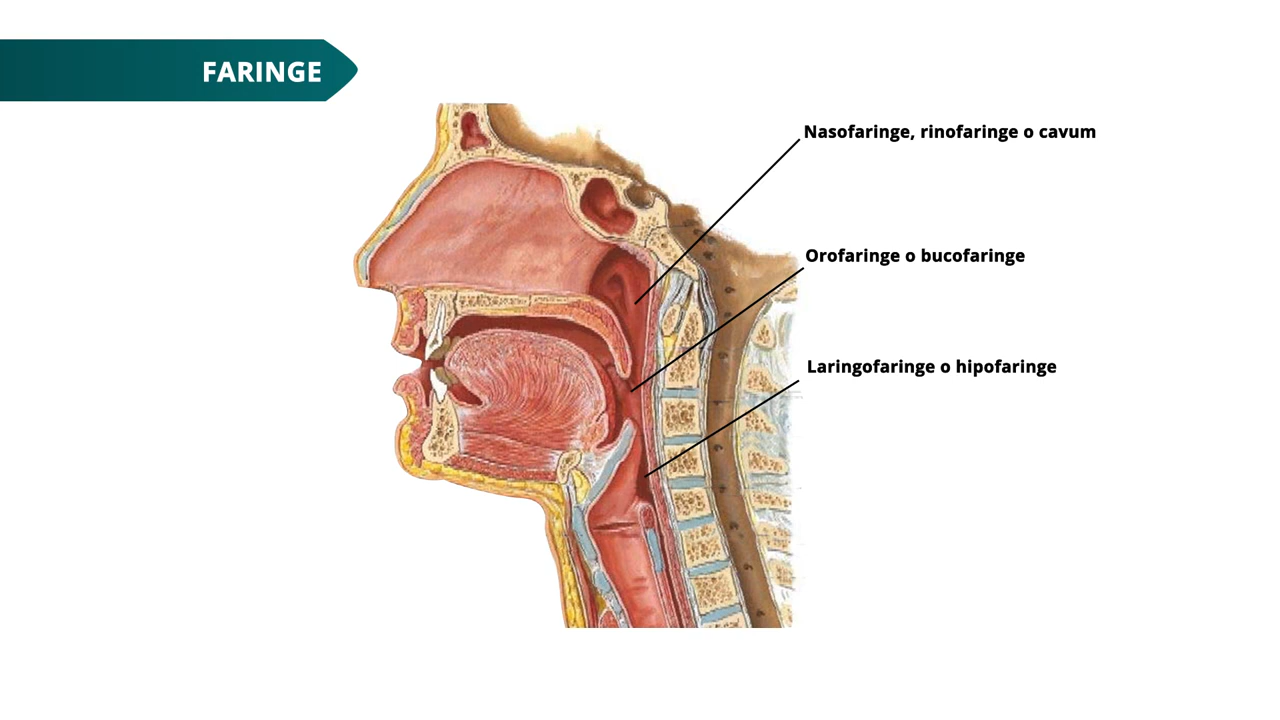 FARINGE
Nasofaringe, rinofaringe o cavum
Orofaringe o bucofaringe
Laringofaringe o hipofaringe